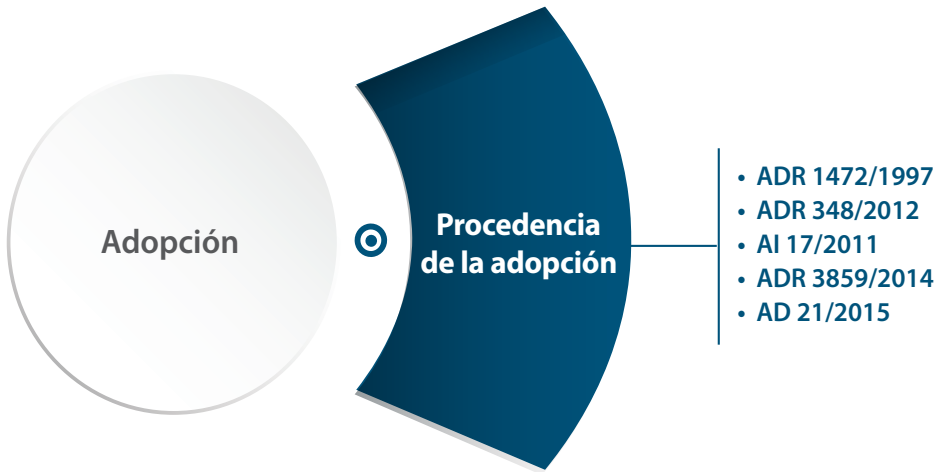 Adopción
Procedencia
de la adopción
• ADR 1472/1997
• ADR 348/2012
• AI 17/2011
• ADR 3859/2014
• AD 21/2015